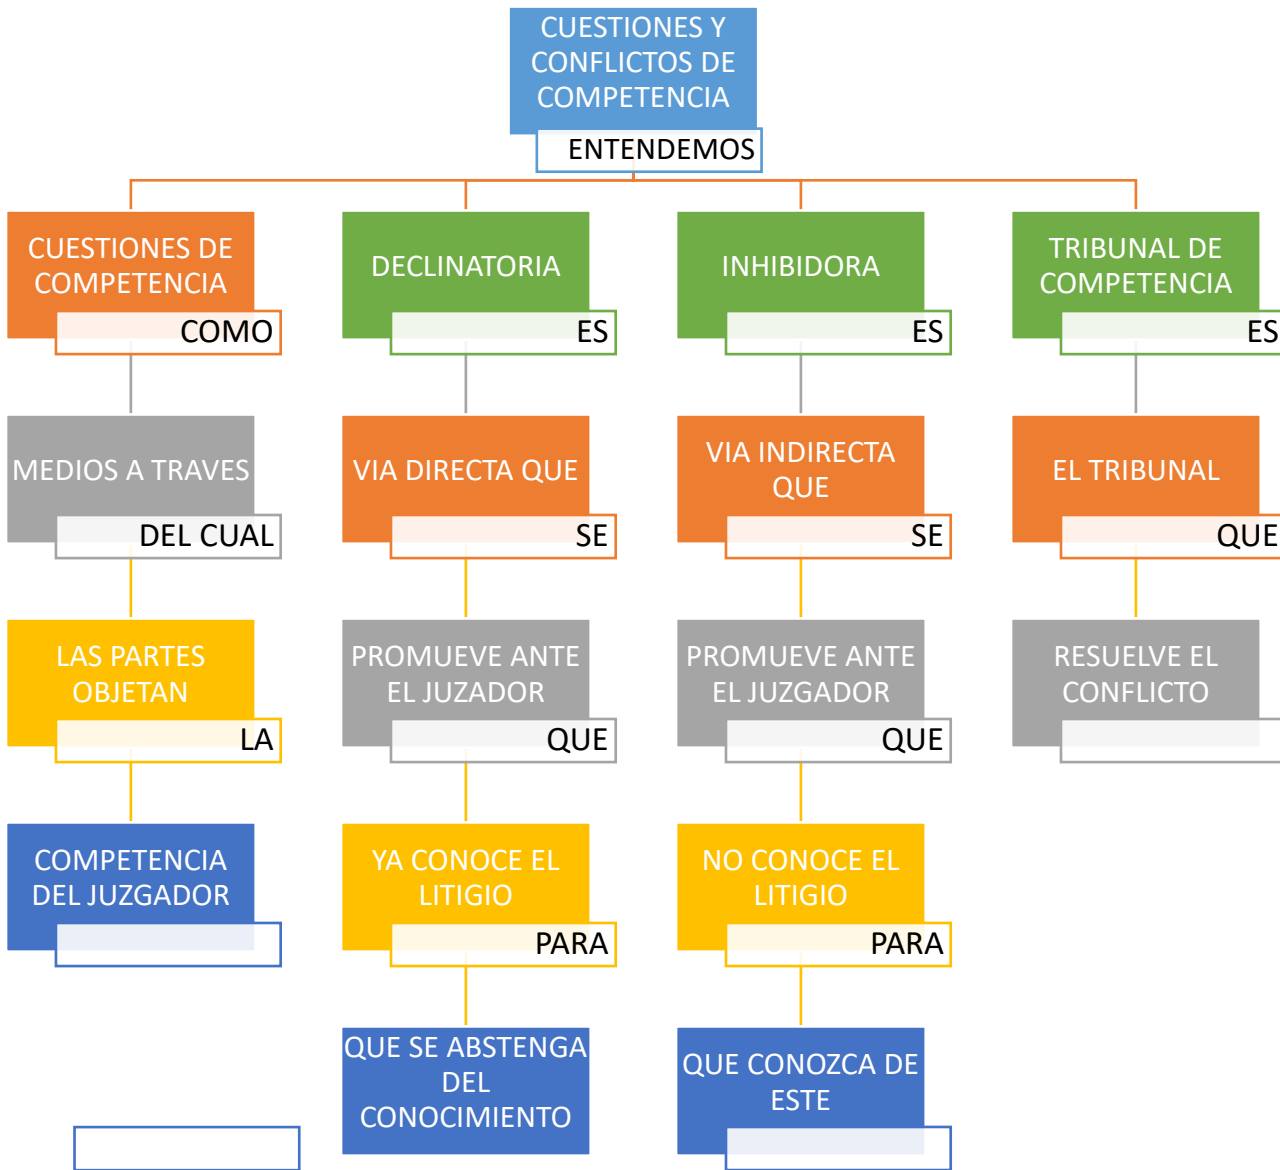 CUESTIONES Y
CONFLICTOS DE
COMPETENCIA
ENTENDEMOS
CUESTIONES DE
COMPETENCIA
COMO
MEDIOS A TRAVES
DEL CUAL
LAS PARTES
OBJETAN
LA
COMPETENCIA
DEL JUZGADOR
DECLINATORIA
ES
VIA DIRECTA QUE
SE
PROMUEVE ANTE
EL JUZADOR
QUE
YA CONOCE EL
LITIGIO
PARA
QUE SE ABSTENGA
DEL
CONOCIMIENTO
INHIBIDORA
ES
VIA INDIRECTA
QUE
SE
PROMUEVE ANTE
EL JUZGADOR
QUE
NO CONOCE EL
LITIGIO
PARA
QUE CONOZCA DE
ESTE
TRIBUNAL DE
COMPETENCIA
ES
EL TRIBUNAL
QUE
RESUELVE EL
CONFLICTO